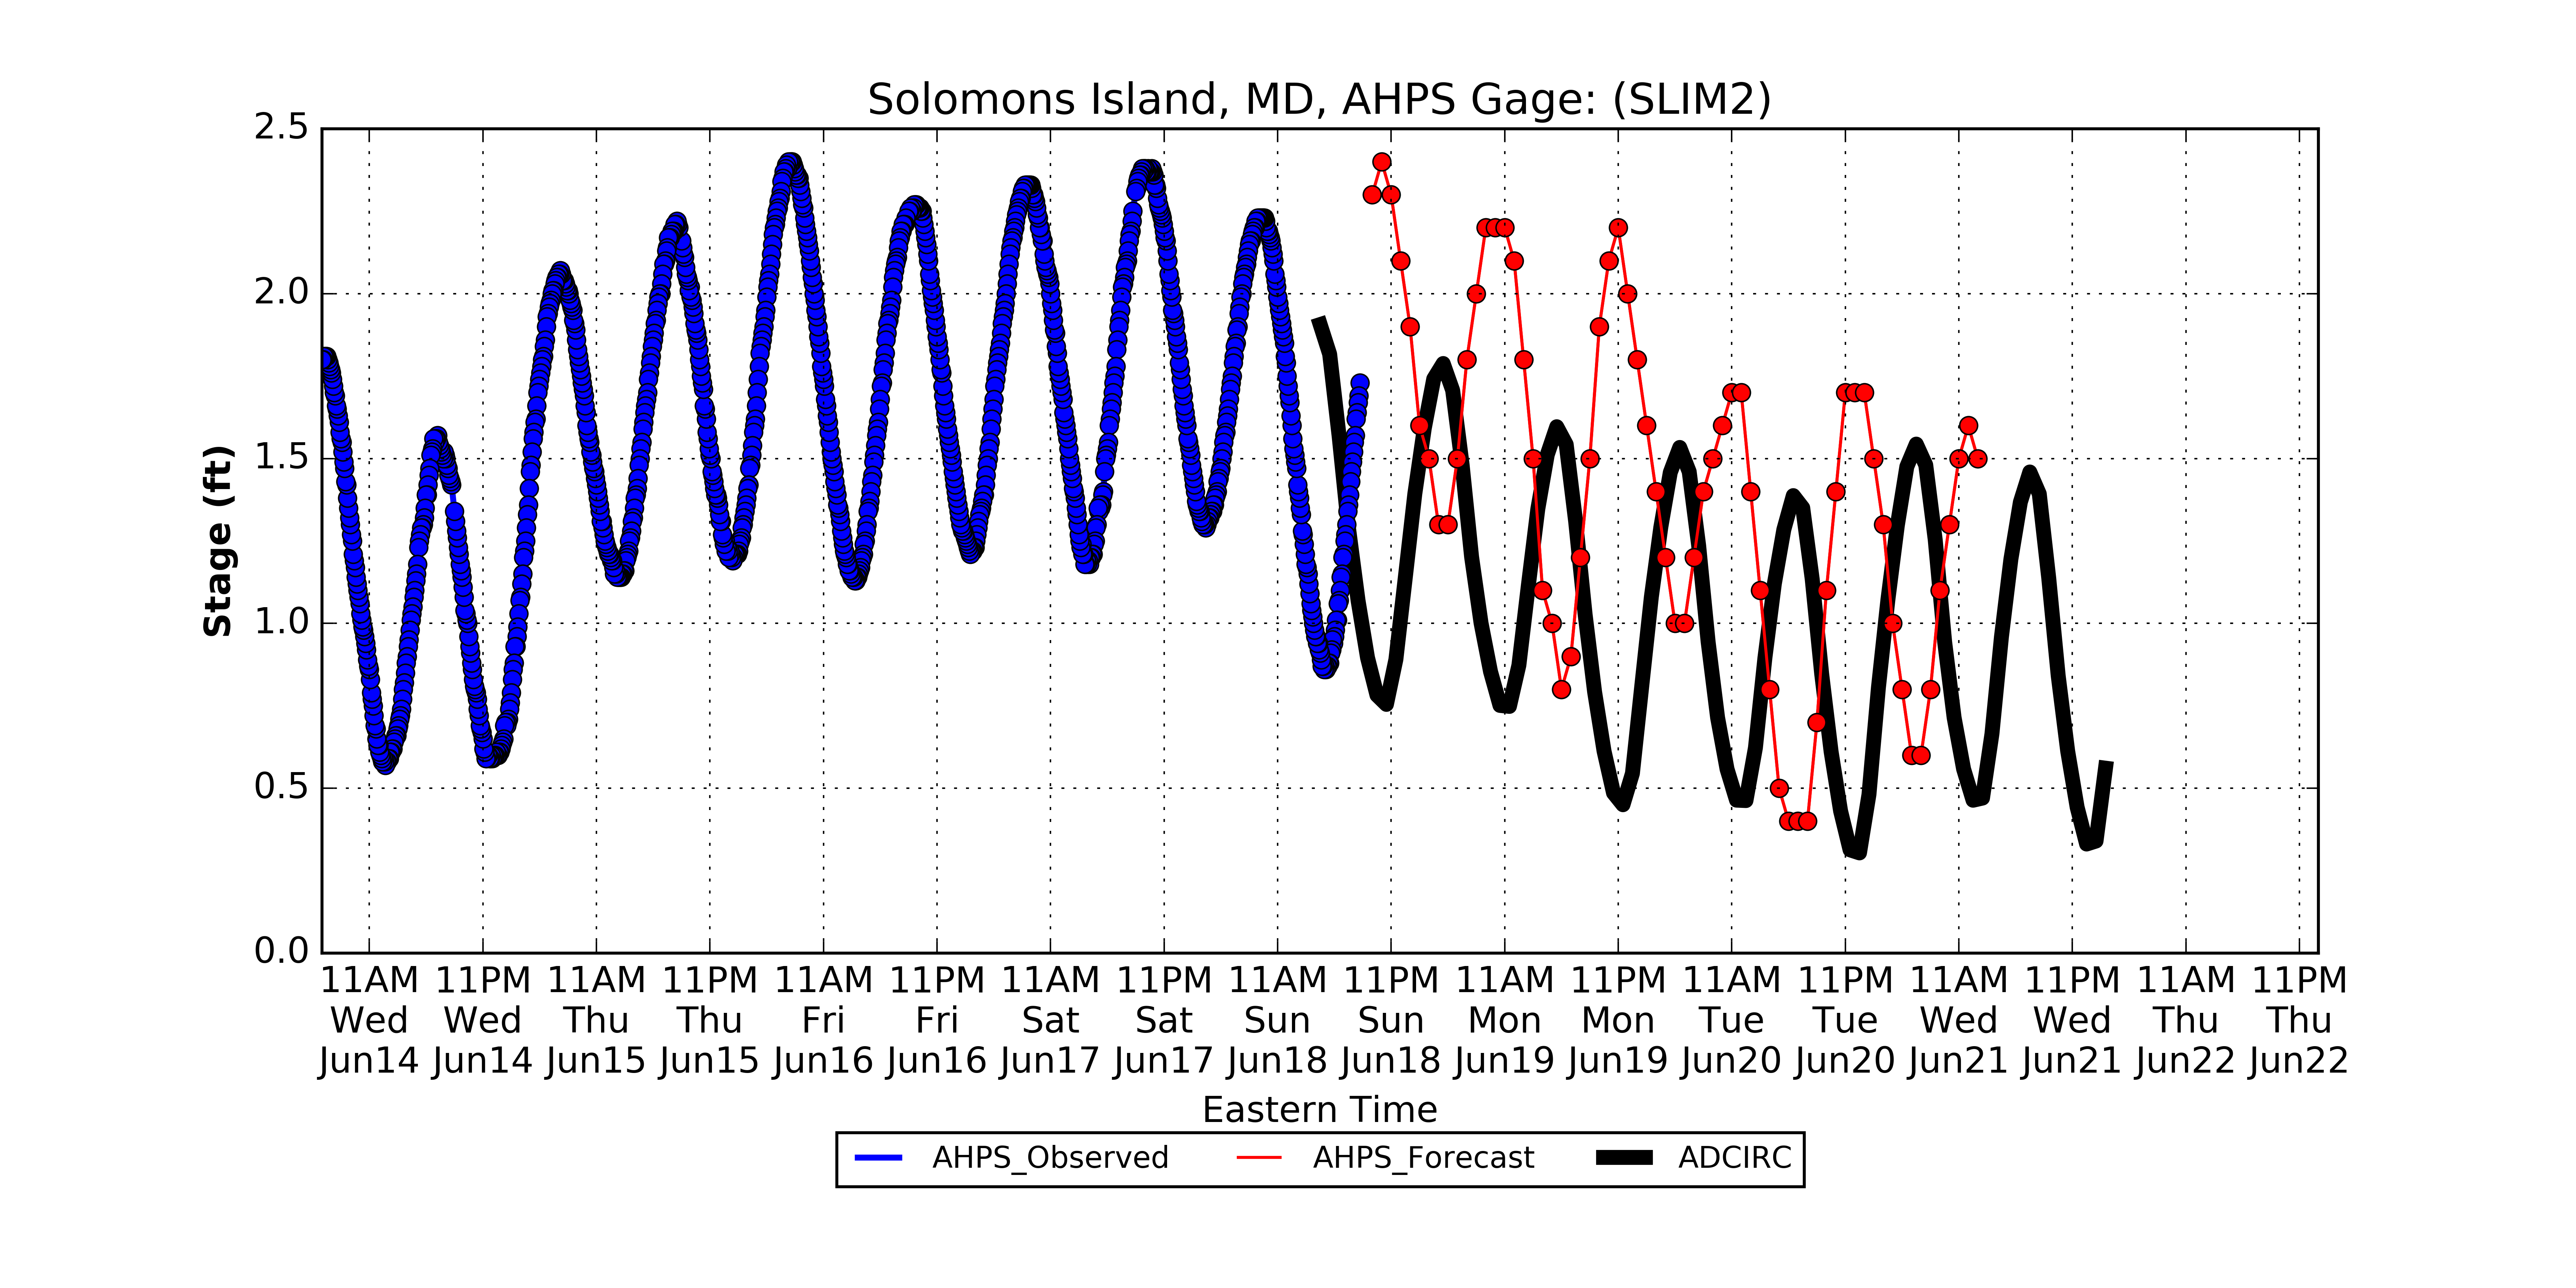 Solomons Island, MD, AHPS Gage: (SLIM2)
2.5
2.0
1.5
1.0
0.5
0.0
Stage (ft)
11AM 11PM 11AM 11PM 11AM 11PM 11AM 11PM 11AM 11PM 11AM 11PM 11AM 11PM 11AM 11PM 11AM 11PM
Wed Wed Thu Thu Fri Fri Sat Sat Sun Sun Mon Mon Tue Tue Wed Wed Thu Thu
Jun14 Jun14 Jun15 Jun15 Jun16 Jun16 Jun17 Jun17 Jun18 Jun18 Jun19 Jun19 Jun20 Jun20 Jun21 Jun21 Jun22 Jun22
Eastern Time
AHPS_Observed AHPS_Forecast ADCIRC